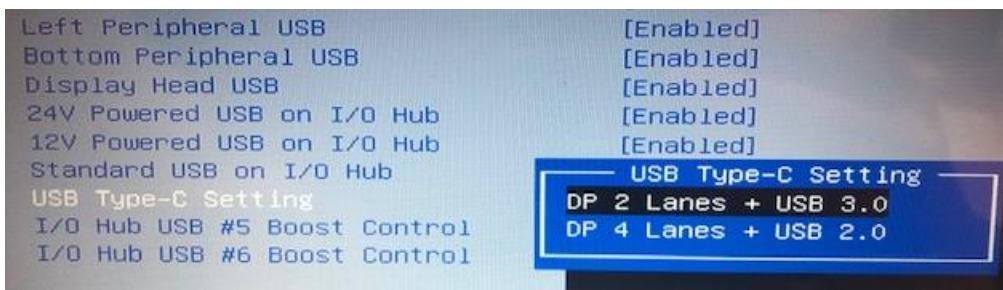 Left Peripheral USB [Enabled]
Bottom Peripheral USB [Enabled]
Display Head USB [Enabled]
24V Powered USB on I/O Hub [Enabled]
12V Powered USB on I/O Hub [Enabled]
Standard USB on I/O Hub
USB Type-C Setting
I/O Hub USB #5 Boost Control
I/O Hub USB #6 Boost Control
USB Type-C Setting
DP 2 Lanes + USB 3.0
DP 4 Lanes + USB 2.0